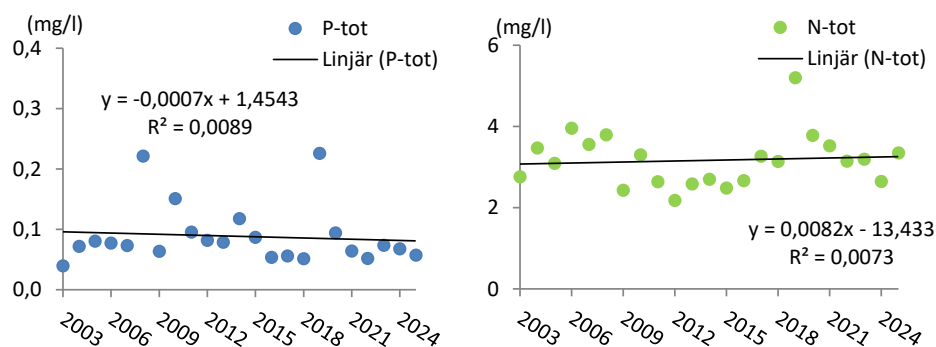 (mg/l)
P-tot
Linjär (P-tot)
0,4
0,3
0,2
0,1
0,0
y = -0,0007x + 1,4543
R² = 0,0089
2003
2006
2009
2012
2015
2018
2021
2024
(mg/l)
N-tot
Linjär (N-tot)
6
4
2
0
y = 0,0082x - 13,433
R² = 0,0073
2003
2006
2009
2012
2015
2018
2021
2024